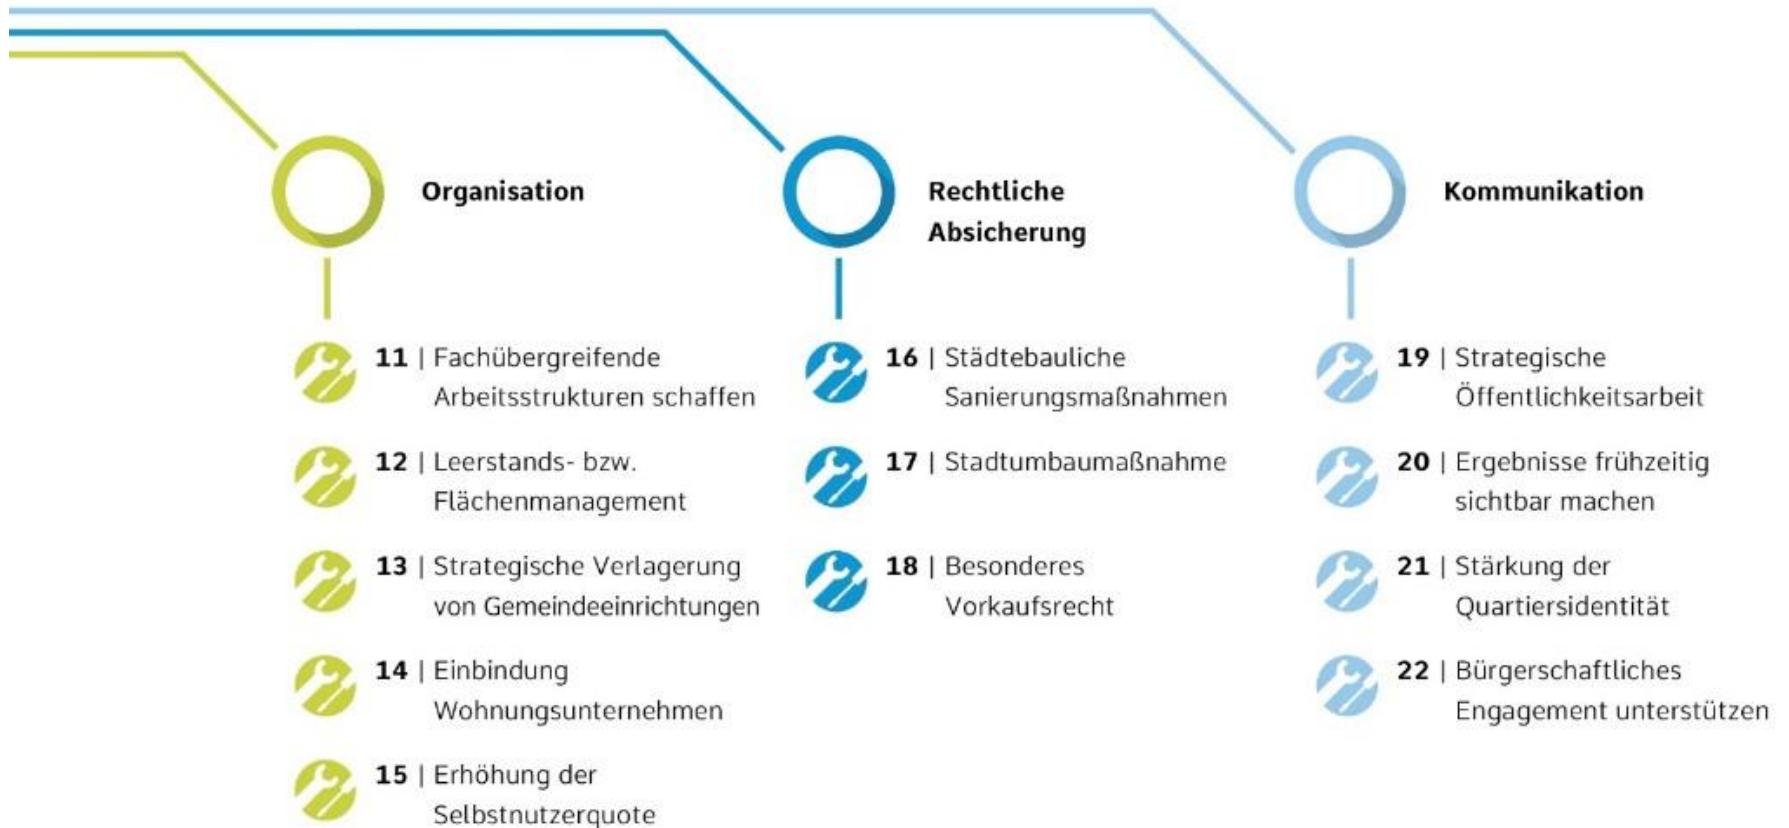 Organisation
11 | Fachübergreifende
Arbeitsstrukturen schaffen
12 | Leerstands- bzw.
Flächenmanagement
13 | Strategische Verlagerung
von Gemeindeeinrichtungen
14 | Einbindung
Wohnungsunternehmen
15 | Erhöhung der
Selbstnutzerquote
Rechtliche
Absicherung
16 | Städtebauliche
Sanierungsmaßnahmen
17 | Stadtumbaumaßnahme
18 | Besonderes
Vorkaufsrecht
Kommunikation
19 | Strategische
Öffentlichkeitsarbeit
20 | Ergebnisse frühzeitig
sichtbar machen
21 | Stärkung der
Quartiersidentität
22 | Bürgerschaftliches
Engagement unterstützen